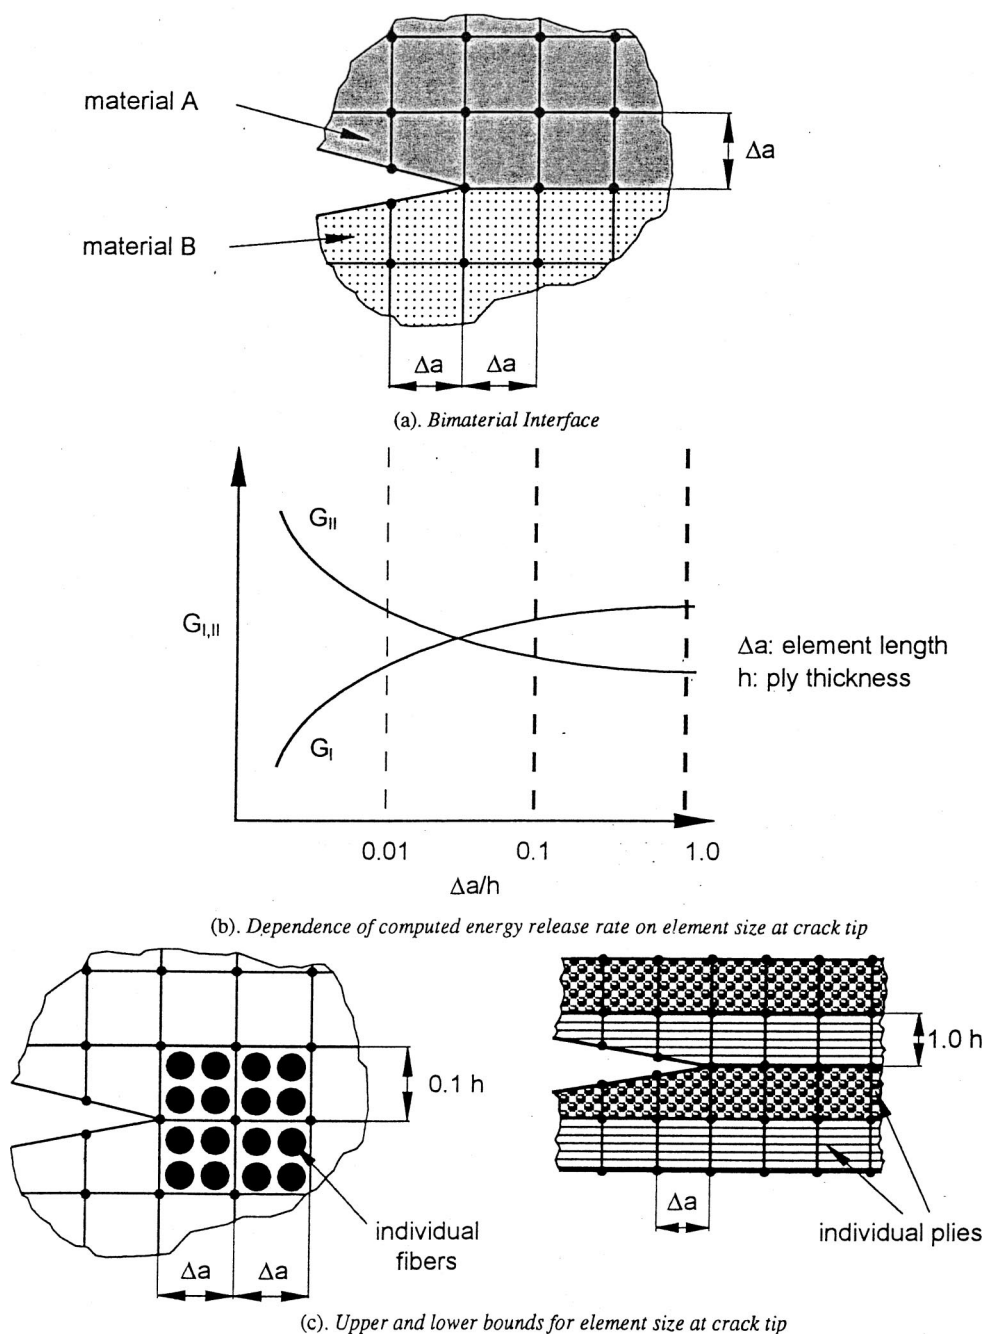 material A
Δa
material B
Δa Δa
(a). Bimaterial Interface
G_II
G_I,II
Δa: element length
h: ply thickness
G_I
0.01 0.1 1.0
Δa/h
(b). Dependence of computed energy release rate on element size at crack tip
0.1 h
1.0 h
individual
fibers
Δa Δa
Δa
individual plies
(c). Upper and lower bounds for element size at crack tip